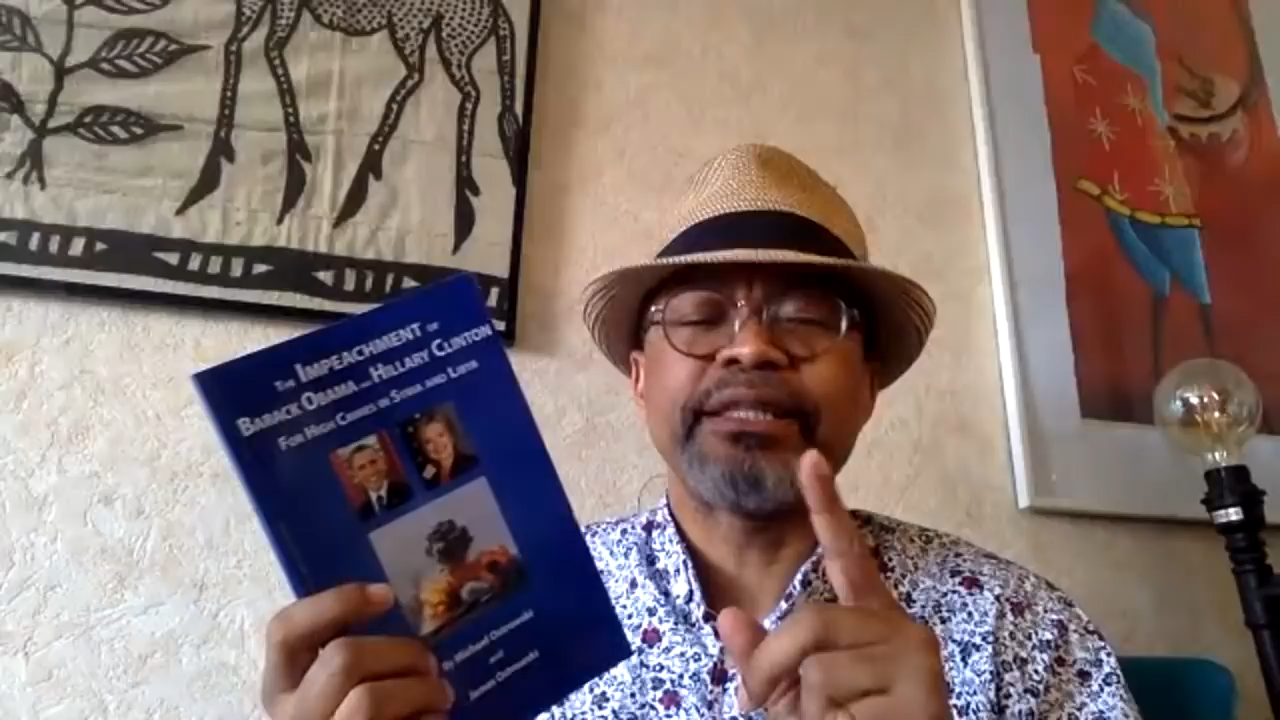 THE IMPEACHMENT OF
BARACK OBAMA AND HILLARY CLINTON
FOR HIGH CRIMES IN SYRIA AND LIBYA
By Michael Ostrowski
and
James Ostrowski